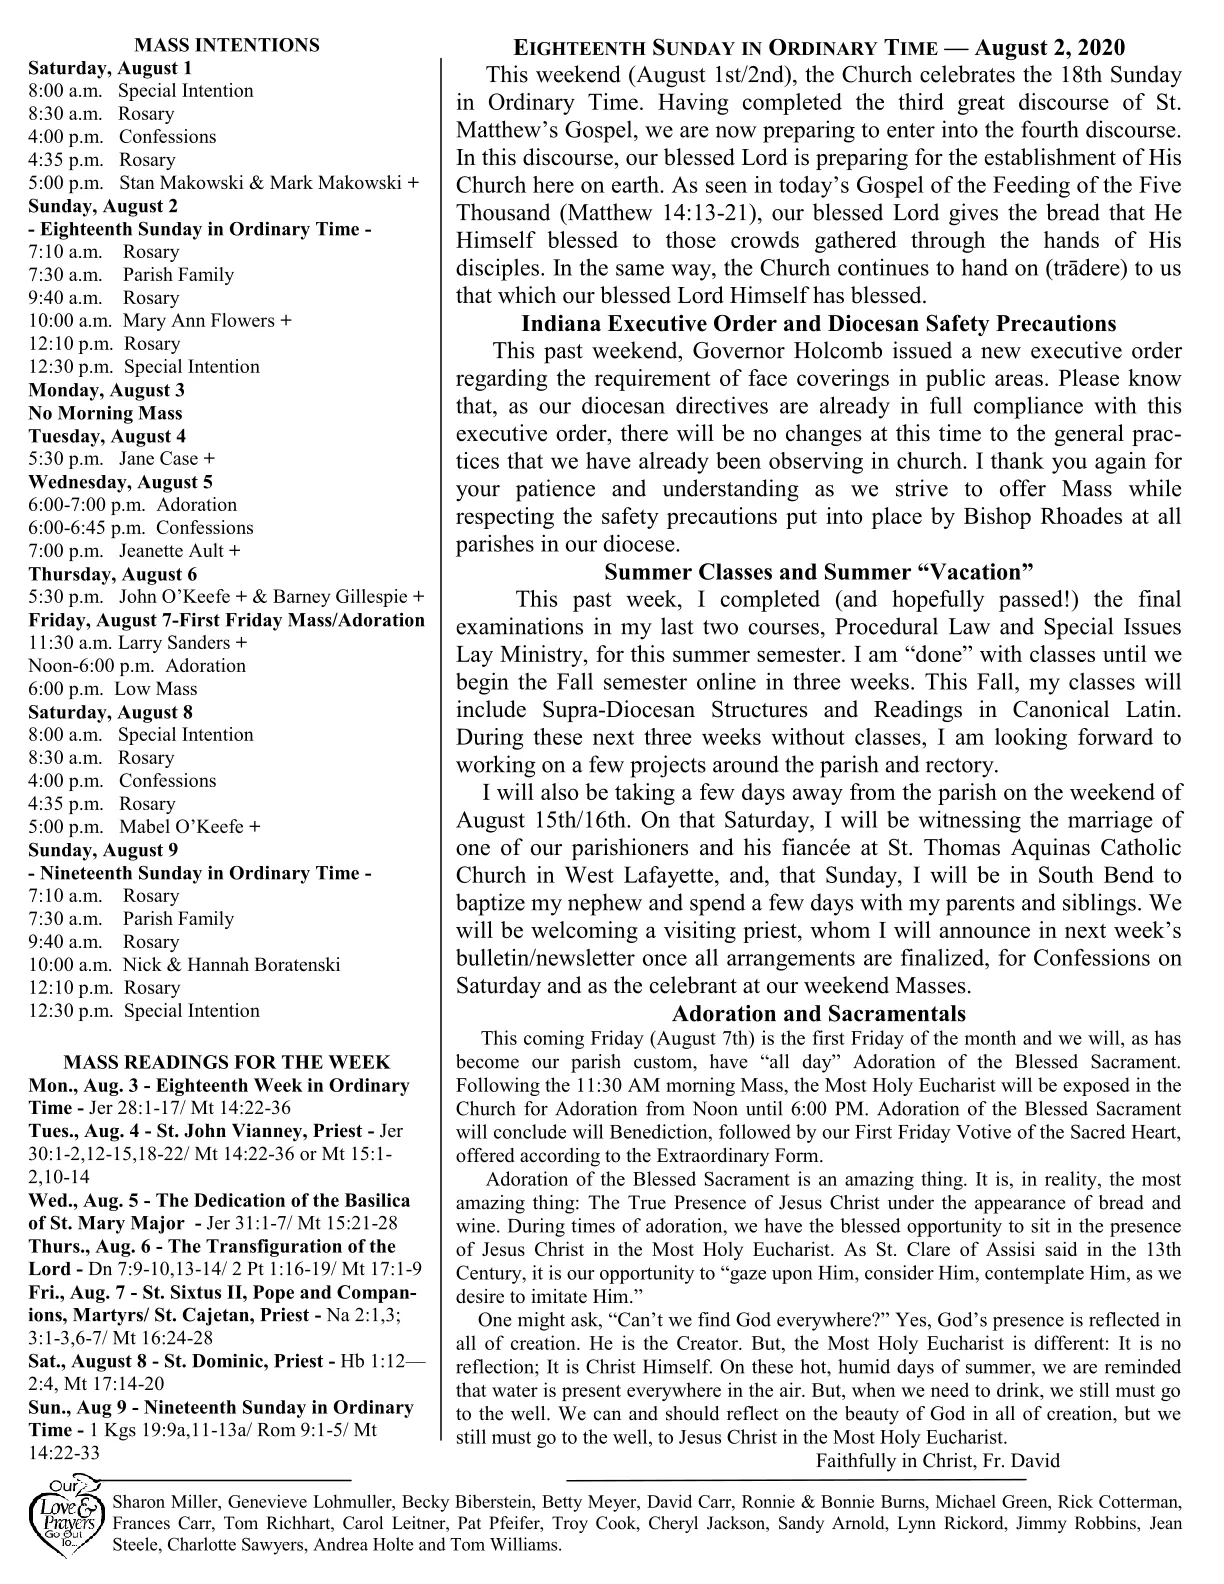 MASS INTENTIONS
Saturday, August 1
8:00 a.m. Special Intention
8:30 a.m. Rosary
4:00 p.m. Confessions
4:35 p.m. Rosary
5:00 p.m. Stan Makowski & Mark Makowski +
Sunday, August 2
- Eighteenth Sunday in Ordinary Time -
7:10 a.m. Rosary
7:30 a.m. Parish Family
9:40 a.m. Rosary
10:00 a.m. Mary Ann Flowers +
12:10 p.m. Rosary
12:30 p.m. Special Intention
Monday, August 3
No Morning Mass
Tuesday, August 4
5:30 p.m. Jane Case +
Wednesday, August 5
6:00-7:00 p.m. Adoration
6:00-6:45 p.m. Confessions
7:00 p.m. Jeanette Ault +
Thursday, August 6
5:30 p.m. John O’Keefe + & Barney Gillespie +
Friday, August 7-First Friday Mass/Adoration
11:30 a.m. Larry Sanders +
Noon-6:00 p.m. Adoration
6:00 p.m. Low Mass
Saturday, August 8
8:00 a.m. Special Intention
8:30 a.m. Rosary
4:00 p.m. Confessions
4:35 p.m. Rosary
5:00 p.m. Mabel O’Keefe +
Sunday, August 9
- Nineteenth Sunday in Ordinary Time -
7:10 a.m. Rosary
7:30 a.m. Parish Family
9:40 a.m. Rosary
10:00 a.m. Nick & Hannah Boratenski
12:10 p.m. Rosary
12:30 p.m. Special Intention
MASS READINGS FOR THE WEEK
Mon., Aug. 3 - Eighteenth Week in Ordinary
Time - Jer 28:1-17/ Mt 14:22-36
Tues., Aug. 4 - St. John Vianney, Priest - Jer
30:1-2,12-15,18-22/ Mt 14:22-36 or Mt 15:1-
2,10-14
Wed., Aug. 5 - The Dedication of the Basilica
of St. Mary Major - Jer 31:1-7/ Mt 15:21-28
Thurs., Aug. 6 - The Transfiguration of the
Lord - Dn 7:9-10,13-14/ 2 Pt 1:16-19/ Mt 17:1-9
Fri., Aug. 7 - St. Sixtus II, Pope and Compan-
ions, Martyrs/ St. Cajetan, Priest - Na 2:1,3;
3:1-3,6-7/ Mt 16:24-28
Sat., August 8 - St. Dominic, Priest - Hb 1:12—
2:4, Mt 17:14-20
Sun., Aug 9 - Nineteenth Sunday in Ordinary
Time - 1 Kgs 19:9a,11-13a/ Rom 9:1-5/ Mt
14:22-33
EIGHTEENTH SUNDAY IN ORDINARY TIME — August 2, 2020
This weekend (August 1st/2nd), the Church celebrates the 18th Sunday
in Ordinary Time. Having completed the third great discourse of St.
Matthew’s Gospel, we are now preparing to enter into the fourth discourse.
In this discourse, our blessed Lord is preparing for the establishment of His
Church here on earth. As seen in today’s Gospel of the Feeding of the Five
Thousand (Matthew 14:13-21), our blessed Lord gives the bread that He
Himself blessed to those crowds gathered through the hands of His
disciples. In the same way, the Church continues to hand on (trādere) to us
that which our blessed Lord Himself has blessed.
Indiana Executive Order and Diocesan Safety Precautions
This past weekend, Governor Holcomb issued a new executive order
regarding the requirement of face coverings in public areas. Please know
that, as our diocesan directives are already in full compliance with this
executive order, there will be no changes at this time to the general prac-
tices that we have already been observing in church. I thank you again for
your patience and understanding as we strive to offer Mass while
respecting the safety precautions put into place by Bishop Rhoades at all
parishes in our diocese.
Summer Classes and Summer “Vacation”
This past week, I completed (and hopefully passed!) the final
examinations in my last two courses, Procedural Law and Special Issues
Lay Ministry, for this summer semester. I am “done” with classes until we
begin the Fall semester online in three weeks. This Fall, my classes will
include Supra-Diocesan Structures and Readings in Canonical Latin.
During these next three weeks without classes, I am looking forward to
working on a few projects around the parish and rectory.
I will also be taking a few days away from the parish on the weekend of
August 15th/16th. On that Saturday, I will be witnessing the marriage of
one of our parishioners and his fiancée at St. Thomas Aquinas Catholic
Church in West Lafayette, and, that Sunday, I will be in South Bend to
baptize my nephew and spend a few days with my parents and siblings. We
will be welcoming a visiting priest, whom I will announce in next week’s
bulletin/newsletter once all arrangements are finalized, for Confessions on
Saturday and as the celebrant at our weekend Masses.
Adoration and Sacramentals
This coming Friday (August 7th) is the first Friday of the month and we will, as has
become our parish custom, have “all day” Adoration of the Blessed Sacrament.
Following the 11:30 AM morning Mass, the Most Holy Eucharist will be exposed in the
Church for Adoration from Noon until 6:00 PM. Adoration of the Blessed Sacrament
will conclude will Benediction, followed by our First Friday Votive of the Sacred Heart,
offered according to the Extraordinary Form.
Adoration of the Blessed Sacrament is an amazing thing. It is, in reality, the most
amazing thing: The True Presence of Jesus Christ under the appearance of bread and
wine. During times of adoration, we have the blessed opportunity to sit in the presence
of Jesus Christ in the Most Holy Eucharist. As St. Clare of Assisi said in the 13th
Century, it is our opportunity to “gaze upon Him, consider Him, contemplate Him, as we
desire to imitate Him.”
One might ask, “Can’t we find God everywhere?” Yes, God’s presence is reflected in
all of creation. He is the Creator. But, the Most Holy Eucharist is different: It is no
reflection; It is Christ Himself. On these hot, humid days of summer, we are reminded
that water is present everywhere in the air. But, when we need to drink, we still must go
to the well. We can and should reflect on the beauty of God in all of creation, but we
still must go to the well, to Jesus Christ in the Most Holy Eucharist.
Faithfully in Christ, Fr. David
Our
Love &
Prayers
Go Out
To...
Sharon Miller, Genevieve Lohmuller, Becky Biberstein, Betty Meyer, David Carr, Ronnie & Bonnie Burns, Michael Green, Rick Cotterman,
Frances Carr, Tom Richhart, Carol Leitner, Pat Pfeifer, Troy Cook, Cheryl Jackson, Sandy Arnold, Lynn Rickord, Jimmy Robbins, Jean
Steele, Charlotte Sawyers, Andrea Holte and Tom Williams.